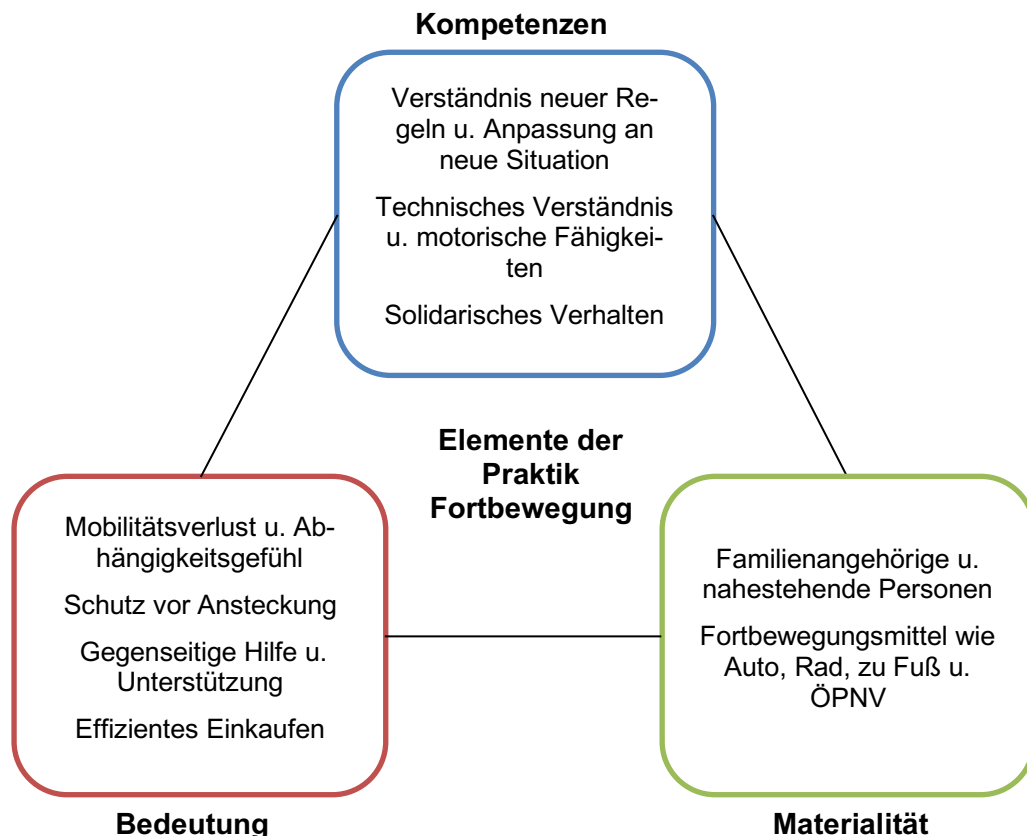 Kompetenzen
Verständnis neuer Re-
geln u. Anpassung an
neue Situation
Technisches Verständnis
u. motorische Fähigkei-
ten
Solidarisches Verhalten
Elemente der
Praktik
Fortbewegung
Mobilitätsverlust u. Ab-
hängigkeitsgefühl
Schutz vor Ansteckung
Gegenseitige Hilfe u.
Unterstützung
Effizientes Einkaufen
Bedeutung
Familienangehörige u.
nahestehende Personen
Fortbewegungsmittel wie
Auto, Rad, zu Fuß u.
ÖPNV
Materialität